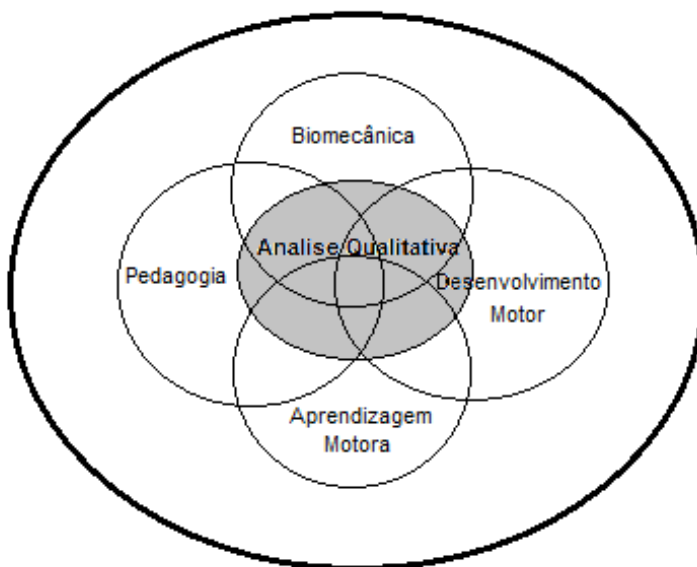 Biomecânica
Analise Qualitativa
Pedagogia
Desenvolvimento
Motor
Aprendizagem
Motora